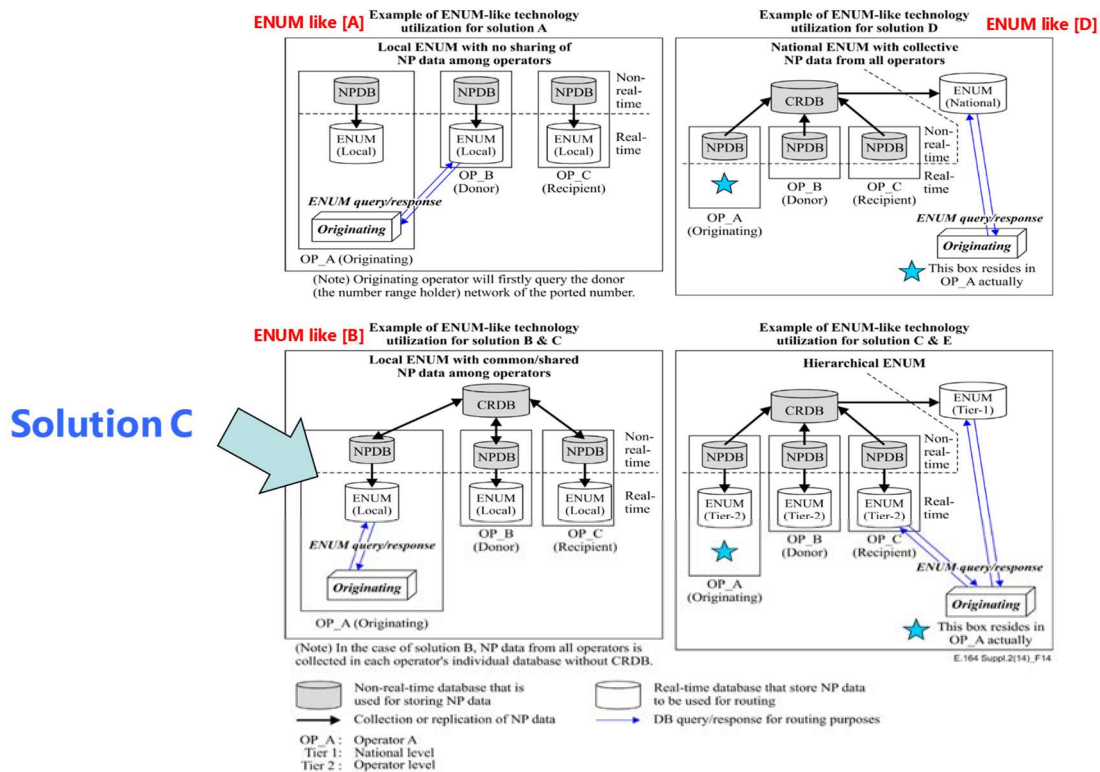 ENUM like [A]
Example of ENUM-like technology
utilization for solution A
Local ENUM with no sharing of
NP data among operators
NPDB
NPDB
NPDB
Non-
real-
time
ENUM
(Local)
ENUM
(Local)
ENUM
(Local)
Real-
time
OP_B
(Donor)
OP_C
(Recipient)
ENUM query/response
Originating
OP_A (Originating)
(Note) Originating operator will firstly query the donor
(the number range holder) network of the ported number.
Example of ENUM-like technology
utilization for solution D
ENUM like [D]
National ENUM with collective
NP data from all operators
CRDB
ENUM
(National)
NPDB
NPDB
NPDB
Non-
real-
time
Real-
time
OP_A
(Originating)
OP_B
(Donor)
OP_C
(Recipient)
ENUM query/response
Originating
This box resides in
OP_A actually
ENUM like [B]
Example of ENUM-like technology
utilization for solution B & C
Local ENUM with common/shared
NP data among operators
Solution C
CRDB
NPDB
NPDB
NPDB
Non-
real-
time
ENUM
(Local)
ENUM
(Local)
ENUM
(Local)
Real-
time
OP_B
(Donor)
OP_C
(Recipient)
ENUM query/response
Originating
OP_A (Originating)
(Note) In the case of solution B, NP data from all operators is
collected in each operator's individual database without CRDB.
Example of ENUM-like technology
utilization for solution C & E
Hierarchical ENUM
CRDB
ENUM
(Tier-1)
NPDB
NPDB
NPDB
Non-
real-
time
ENUM
(Tier-2)
ENUM
(Tier-2)
ENUM
(Tier-2)
Real-
time
OP_A
(Originating)
OP_B
(Donor)
OP_C
(Recipient)
ENUM query/response
Originating
This box resides in
OP_A actually
E.164 Suppl.2(14)_F14
Non-real-time database that is
used for storing NP data
Real-time database that store NP data
to be used for routing
Collection or replication of NP data
DB query/response for routing purposes
OP_A : Operator A
Tier 1: National level
Tier 2 : Operator level